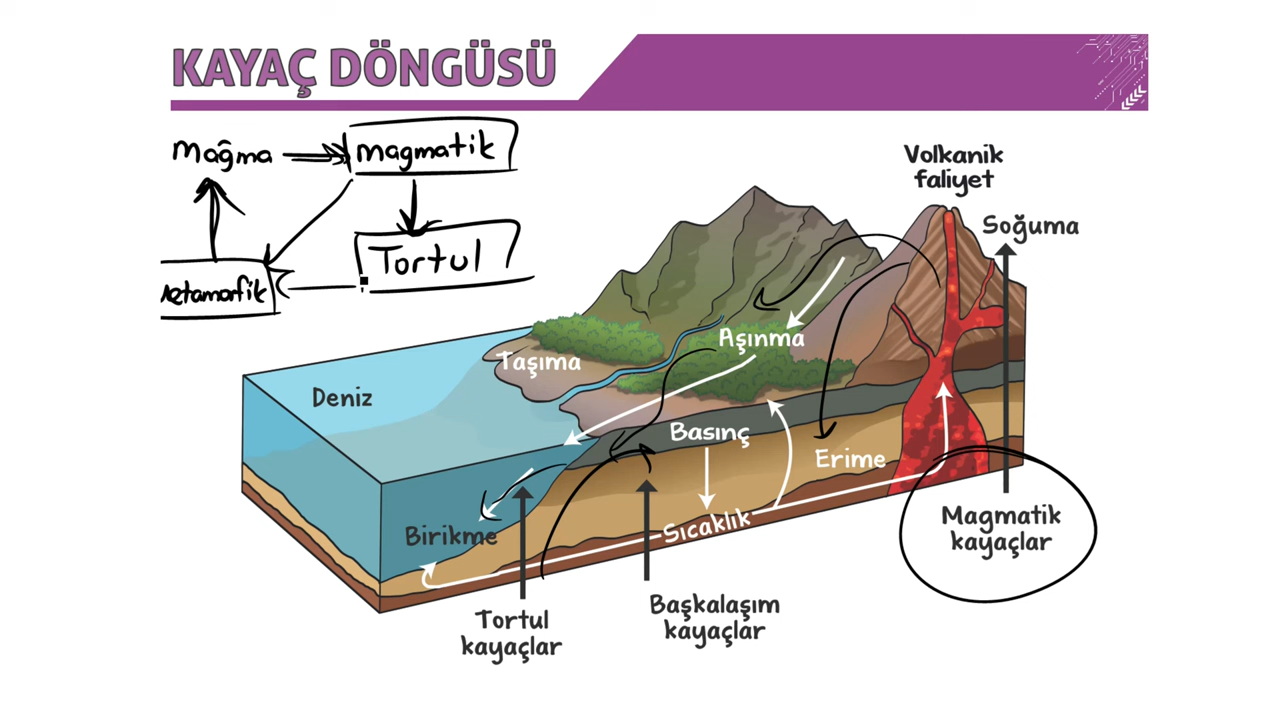 KAYAÇ DÖNGÜSÜ
Mağma
magmatik
Tortul
Metamorfik
Volkanik
faliyet
Soğuma
Aşınma
Taşıma
Deniz
Basınç
Erime
Sıcaklık
Birikme
Magmatik
kayaçlar
Tortul
kayaçlar
Başkalaşım
kayaçlar